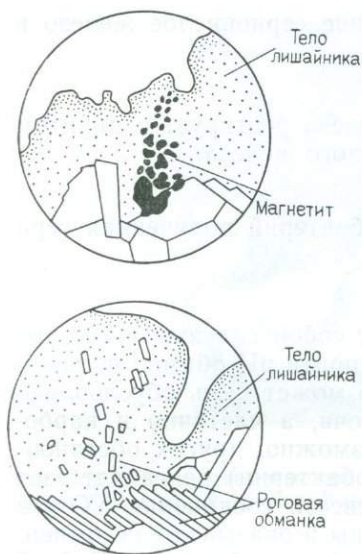 Тело
лишайника
Магнетит
Тело
лишайника
Роговая
обманка